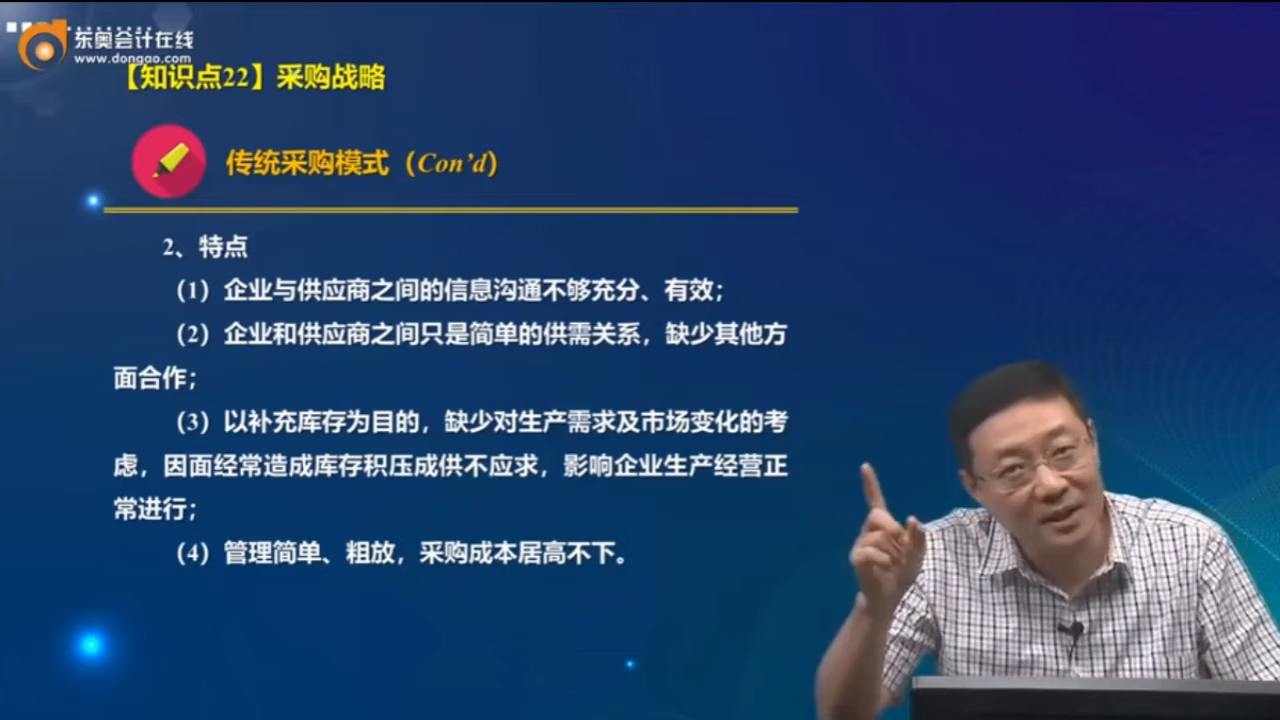 东奥会计在线
www.dongao.com
【知识点22】采购战略
传统采购模式（Con’d）
2、特点
（1）企业与供应商之间的信息沟通不够充分、有效；
（2）企业和供应商之间只是简单的供需关系，缺少其他方
面合作；
（3）以补充库存为目的，缺少对生产需求及市场变化的考
虑，因而经常造成库存积压成供不应求，影响企业生产经营正
常进行；
（4）管理简单、粗放，采购成本居高不下。